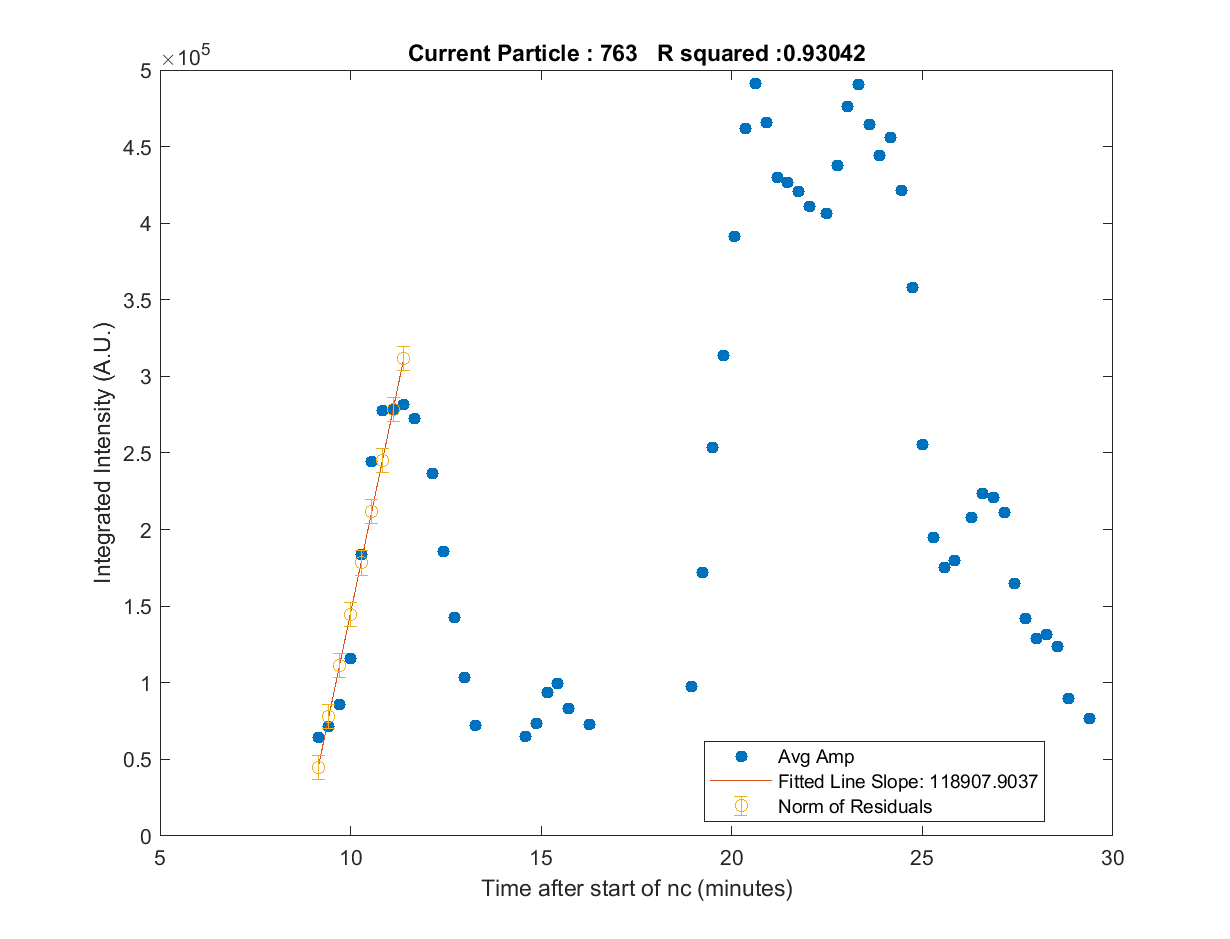 Current Particle : 763 R squared :0.93042
×10^5
5
4.5
4
3.5
3
2.5
2
1.5
1
0.5
0
Integrated Intensity (A.U.)
5 10 15 20 25 30
Time after start of nc (minutes)
Avg Amp
Fitted Line Slope: 118907.9037
Norm of Residuals